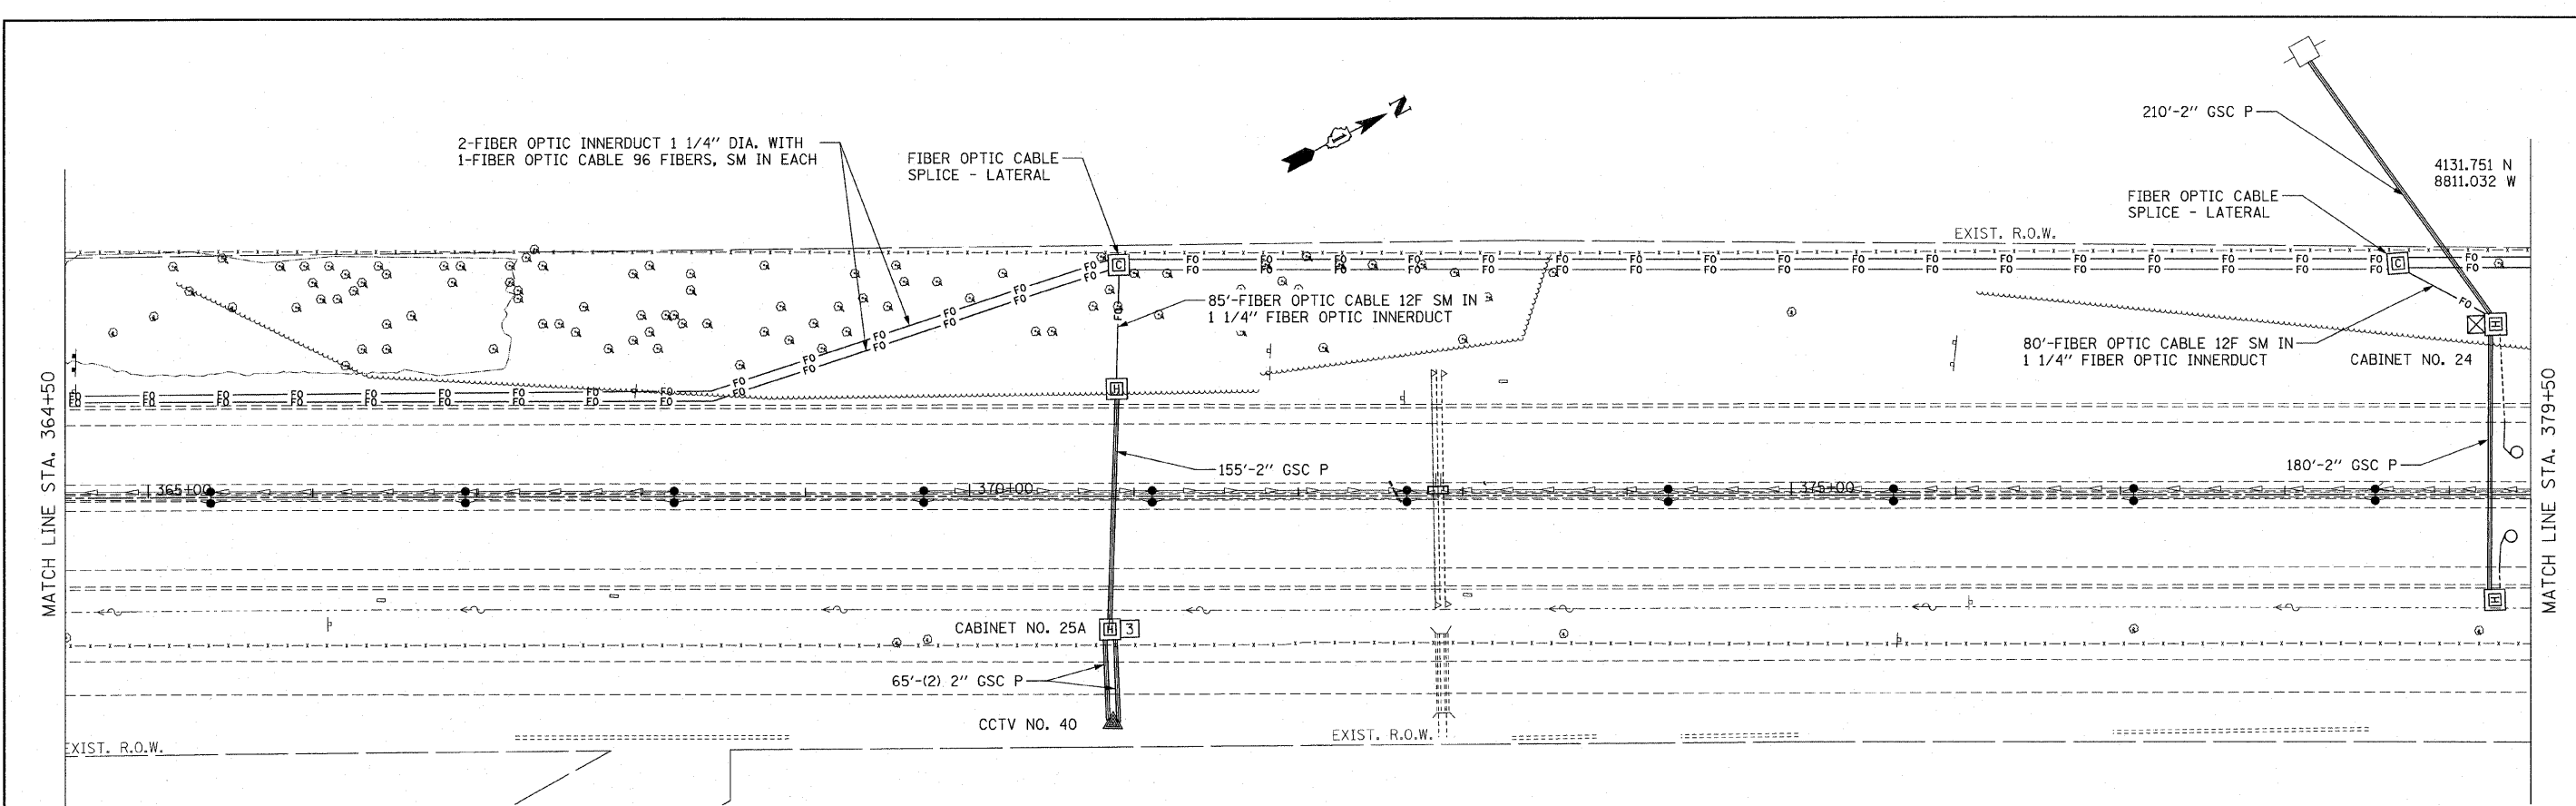 N
2-FIBER OPTIC INNERDUCT 1 1/4" DIA. WITH
1-FIBER OPTIC CABLE 96 FIBERS, SM IN EACH
FIBER OPTIC CABLE
SPLICE - LATERAL
210'-2" GSC P
4131.751 N
8811.032 W
FIBER OPTIC CABLE
SPLICE - LATERAL
EXIST. R.O.W.
C
C
FO
85'-FIBER OPTIC CABLE 12F SM IN
1 1/4" FIBER OPTIC INNERDUCT
80'-FIBER OPTIC CABLE 12F SM IN
1 1/4" FIBER OPTIC INNERDUCT
CABINET NO. 24
H
H
MATCH LINE STA. 364+50
MATCH LINE STA. 379+50
155'-2" GSC P
180'-2" GSC P
365+00
370+00
375+00
H
CABINET NO. 25A
H
3
65'-(2) 2" GSC P
CCTV NO. 40
EXIST. R.O.W.
EXIST. R.O.W.